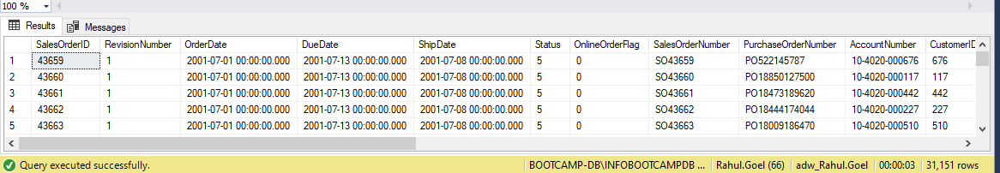 100 %
Results Messages
SalesOrderID RevisionNumber OrderDate DueDate ShipDate Status OnlineOrderFlag SalesOrderNumber PurchaseOrderNumber AccountNumber CustomerID
1 43659 1 2001-07-01 00:00:00.000 2001-07-13 00:00:00.000 2001-07-08 00:00:00.000 5 0 SO43659 PO522145787 10-4020-000676 676
2 43660 1 2001-07-01 00:00:00.000 2001-07-13 00:00:00.000 2001-07-08 00:00:00.000 5 0 SO43660 PO18850127500 10-4020-000117 117
3 43661 1 2001-07-01 00:00:00.000 2001-07-13 00:00:00.000 2001-07-08 00:00:00.000 5 0 SO43661 PO18473189620 10-4020-000442 442
4 43662 1 2001-07-01 00:00:00.000 2001-07-13 00:00:00.000 2001-07-08 00:00:00.000 5 0 SO43662 PO18444174044 10-4020-000227 227
5 43663 1 2001-07-01 00:00:00.000 2001-07-13 00:00:00.000 2001-07-08 00:00:00.000 5 0 SO43663 PO18009186470 10-4020-000510 510
Query executed successfully. BOOTCAMP-DB\INFOBOOTCAMPDB ... Rahul.Goel (66) adw_Rahul.Goel 00:00:03 31,151 rows